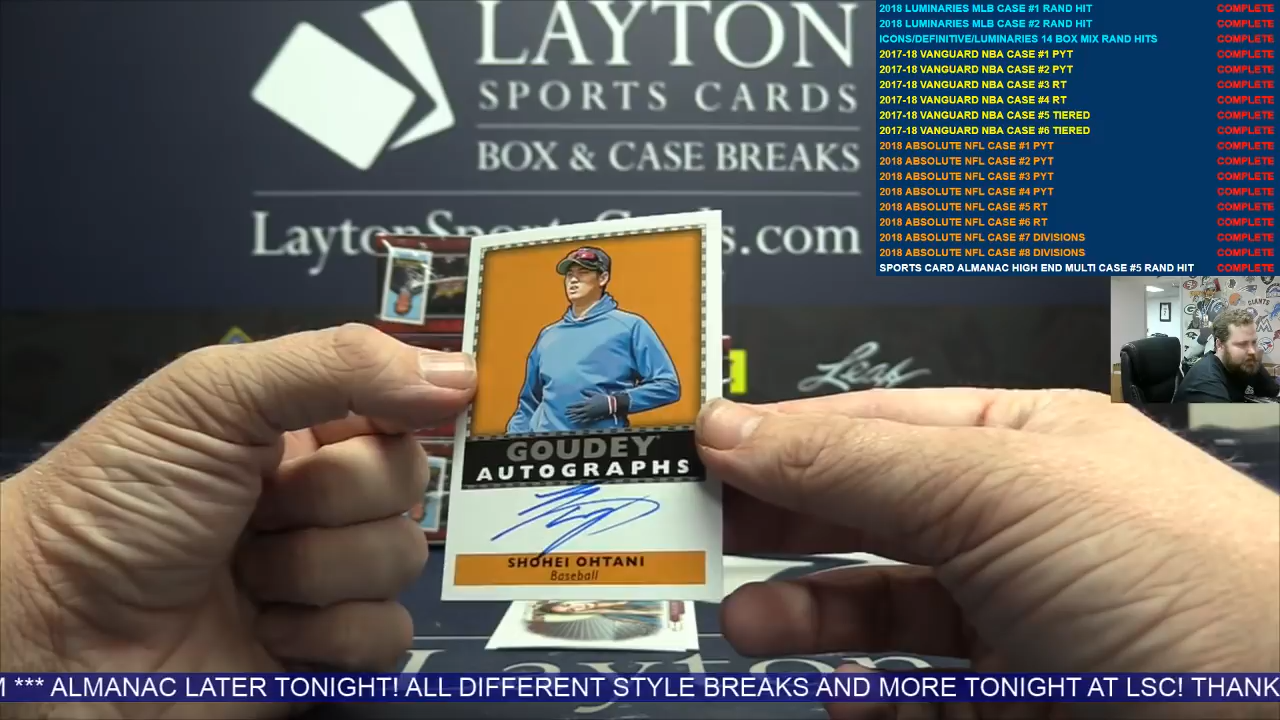 LAYTON
SPORTS CARDS
BOX & CASE BREAKS
GOUDEY
AUTOGRAPHS
SHOHEI OHTANI
Baseball
Leaf
Layton
2018 LUMINARIES MLB CASE #1 RAND HIT COMPLETE
2018 LUMINARIES MLB CASE #2 RAND HIT COMPLETE
ICONS/DEFINITIVE/LUMINARIES 14 BOX MIX RAND HITS COMPLETE
2017-18 VANGUARD NBA CASE #1 PYT COMPLETE
2017-18 VANGUARD NBA CASE #2 PYT COMPLETE
2017-18 VANGUARD NBA CASE #3 RT COMPLETE
2017-18 VANGUARD NBA CASE #4 RT COMPLETE
2017-18 VANGUARD NBA CASE #5 TIERED COMPLETE
2017-18 VANGUARD NBA CASE #6 TIERED COMPLETE
2018 ABSOLUTE NFL CASE #1 PYT COMPLETE
2018 ABSOLUTE NFL CASE #2 PYT COMPLETE
2018 ABSOLUTE NFL CASE #3 PYT COMPLETE
2018 ABSOLUTE NFL CASE #4 PYT COMPLETE
2018 ABSOLUTE NFL CASE #5 RT COMPLETE
2018 ABSOLUTE NFL CASE #6 RT COMPLETE
2018 ABSOLUTE NFL CASE #7 DIVISIONS COMPLETE
2018 ABSOLUTE NFL CASE #8 DIVISIONS COMPLETE
SPORTS CARD ALMANAC HIGH END MULTI CASE #5 RAND HIT COMPLETE
GIANTS
M *** ALMANAC LATER TONIGHT! ALL DIFFERENT STYLE BREAKS AND MORE TONIGHT AT LSC! THANK